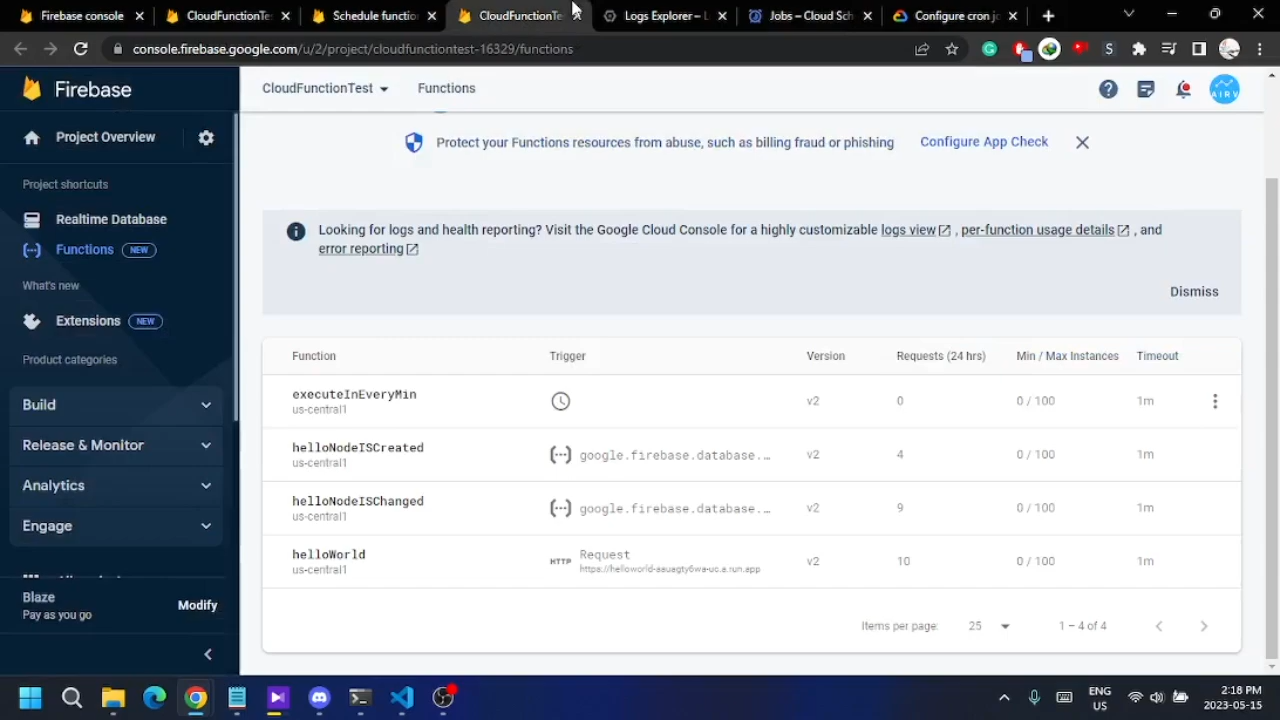 Firebase console
CloudFunctionTe
Schedule function
CloudFunctionTe
Logs Explorer – L
Jobs – Cloud Sch
Configure cron jo
console.firebase.google.com/u/2/project/cloudfunctiontest-16329/functions
Firebase
CloudFunctionTest
Functions
AIRV
Project Overview
Protect your Functions resources from abuse, such as billing fraud or phishing
Configure App Check
Project shortcuts
Realtime Database
Functions NEW
What's new
Extensions NEW
Product categories
Build
Release & Monitor
Analytics
Engage
Blaze
Pay as you go
Modify
Looking for logs and health reporting? Visit the Google Cloud Console for a highly customizable logs view , per-function usage details , and
error reporting
Dismiss
Function Trigger Version Requests (24 hrs) Min / Max Instances Timeout
executeInEveryMin
us-central1
v2 0 0 / 100 1m
helloNodeISCreated
us-central1
google.firebase.database.…
v2 4 0 / 100 1m
helloNodeISChanged
us-central1
google.firebase.database.…
v2 9 0 / 100 1m
helloWorld
us-central1
HTTP Request
v2 10 0 / 100 1m
Items per page: 25 1 – 4 of 4
ENG
US
2:18 PM
2023-05-15